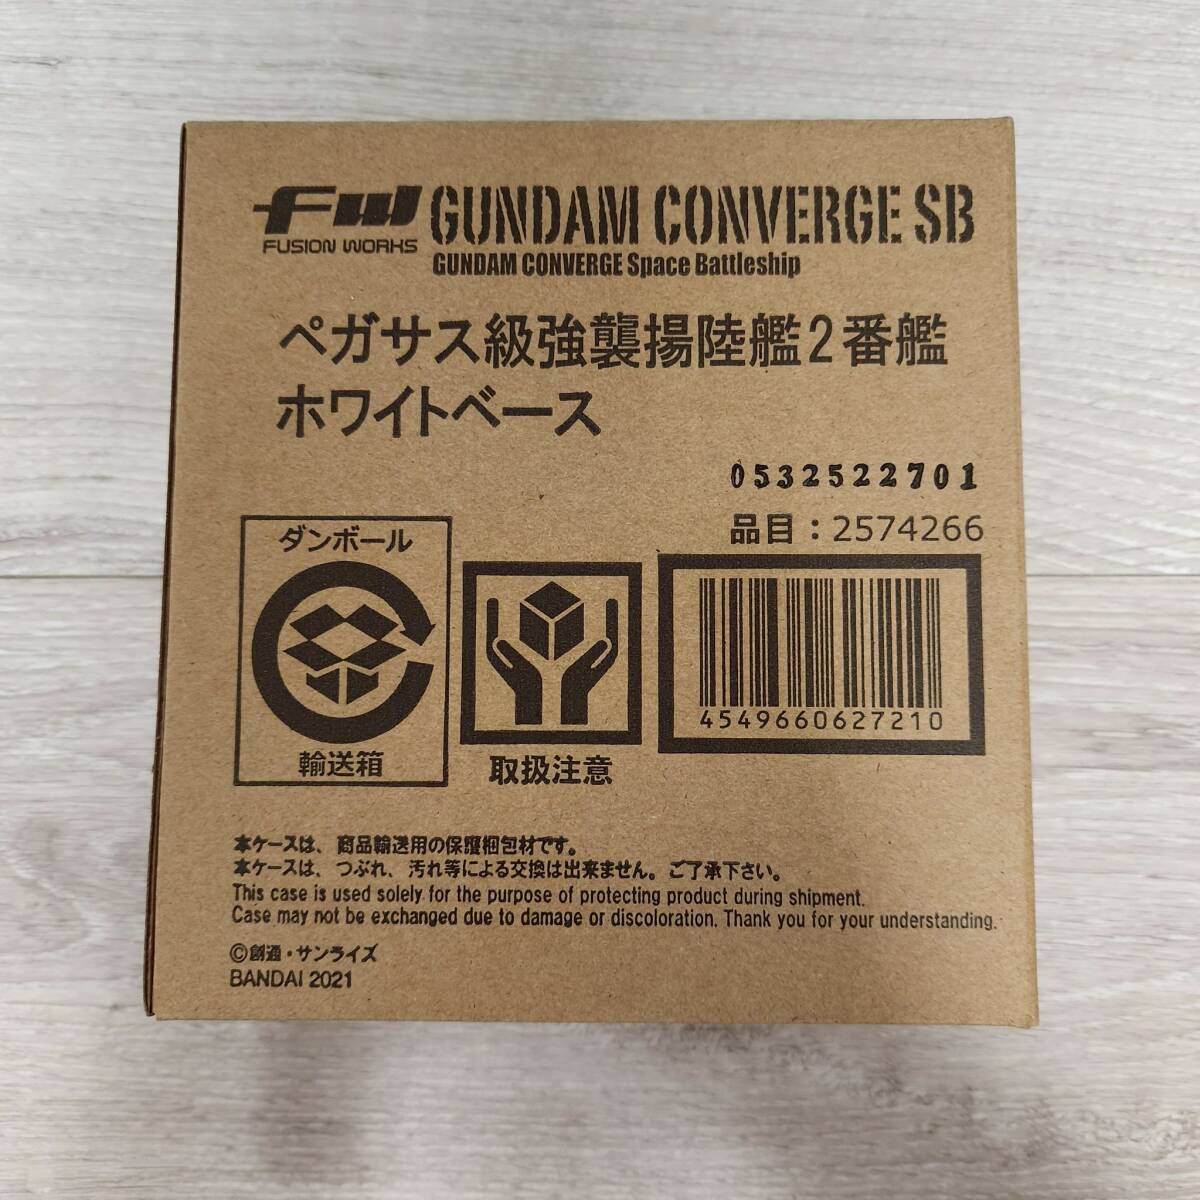 FW GUNDAM CONVERGE SB
FUSION WORKS
GUNDAM CONVERGE Space Battleship
ペガサス級強襲揚陸艦2番艦
ホワイトベース
0532522701
品目：2574266
ダンボール
輸送箱
取扱注意
4549660627210
本ケースは、商品輸送用の保護梱包材です。
本ケースは、つぶれ、汚れ等による交換は出来ません。ご了承下さい。
This case is used solely for the purpose of protecting product during shipment.
Case may not be exchanged due to damage or discoloration. Thank you for your understanding.
©創通・サンライズ
BANDAI 2021